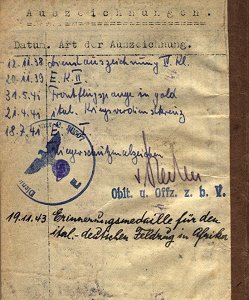 Auszeichnungen.
Datum. Art der Auszeichnung.
12.11.38 IV. Kl.
20.11.39 E.K. II
31.5.41 Frontflugspange in Gold
21.4.41 ital. Kriegsverdienstkreuz
18.7.41
Fliegerschützenabzeichen
Oblt. u. Offz. z. b. V.
19.11.43 Erinnerungsmedaille für den
ital.-deutschen Feldzug in Afrika